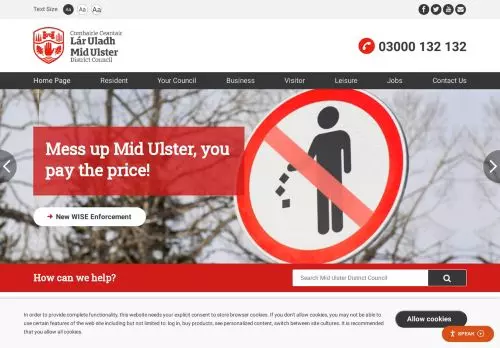 Text Size: Aa Aa Aa
Comhairle Ceantair
Lár Uladh
Mid Ulster
District Council
03000 132 132
Home Page Resident Your Council Business Visitor Leisure Jobs Contact Us
Mess up Mid Ulster, you
pay the price!
New WISE Enforcement
How can we help?
Search Mid Ulster District Council
In order to provide complete functionality, this website needs your explicit consent to store browser cookies. If you don't allow cookies, you may not be able to
use certain features of the web site including but not limited to: log in, buy products, see personalized content, switch between site cultures. It is recommended
that you allow all cookies.
Allow cookies
SPEAK